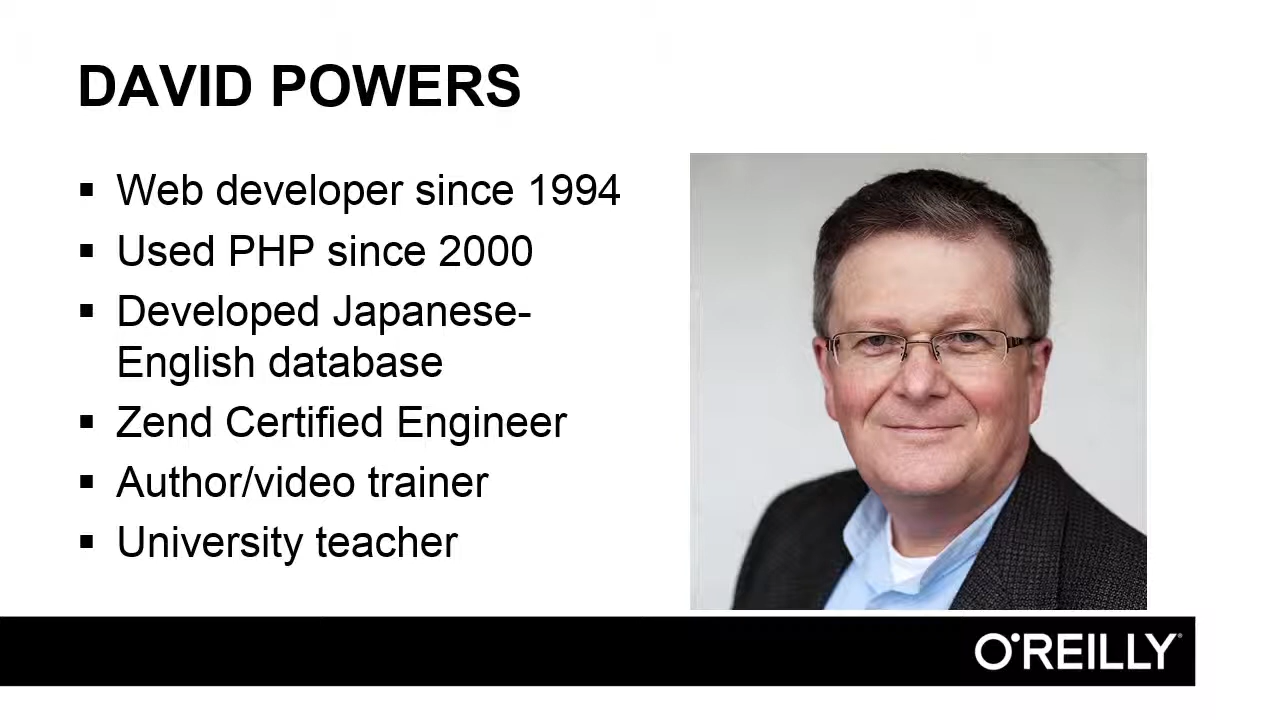 DAVID POWERS
▪ Web developer since 1994
▪ Used PHP since 2000
▪ Developed Japanese-
English database
▪ Zend Certified Engineer
▪ Author/video trainer
▪ University teacher
O'REILLY®